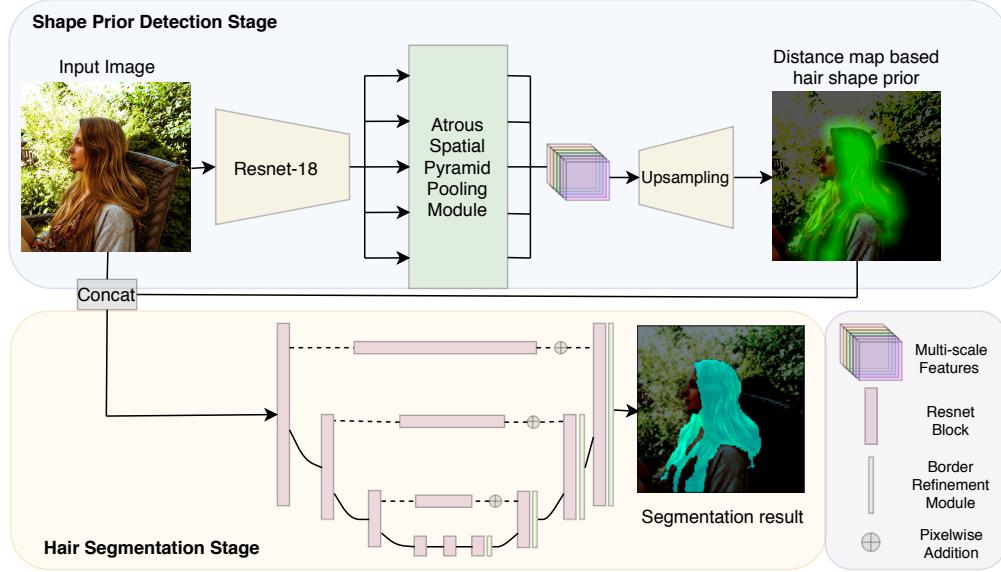 Shape Prior Detection Stage
Input Image
Resnet-18
Atrous
Spatial
Pyramid
Pooling
Module
Upsampling
Distance map based
hair shape prior
Concat
Segmentation result
Hair Segmentation Stage
Multi-scale
Features
Resnet
Block
Border
Refinement
Module
Pixelwise
Addition